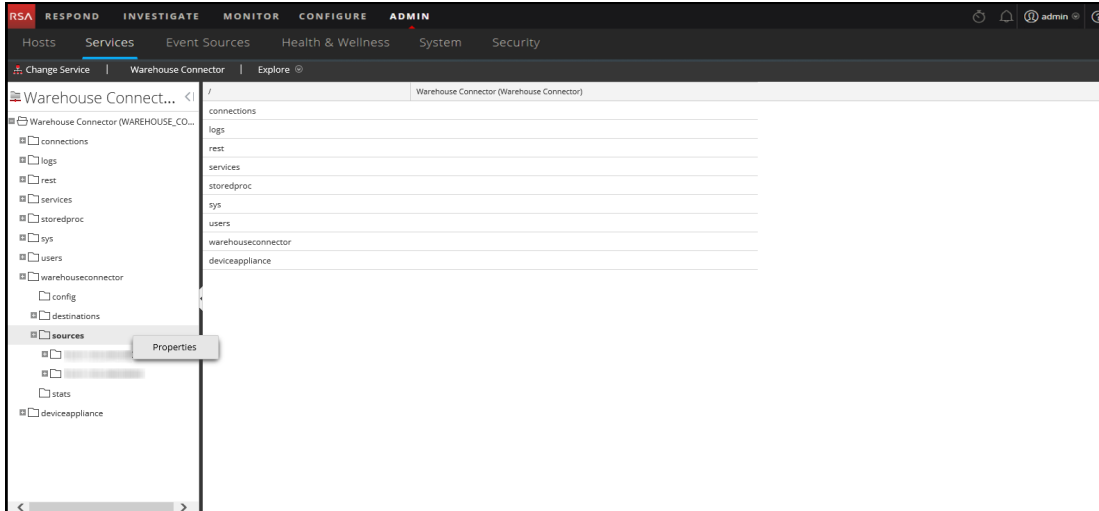 RSA RESPOND INVESTIGATE MONITOR CONFIGURE ADMIN admin
Hosts Services Event Sources Health & Wellness System Security
Change Service | Warehouse Connector | Explore
Warehouse Connect...
/ Warehouse Connector (Warehouse Connector)
Warehouse Connector (WAREHOUSE_CO...
connections
logs
rest
services
storedproc
sys
users
warehouseconnector
config
destinations
sources
stats
deviceappliance
Properties
connections
logs
rest
services
storedproc
sys
users
warehouseconnector
deviceappliance